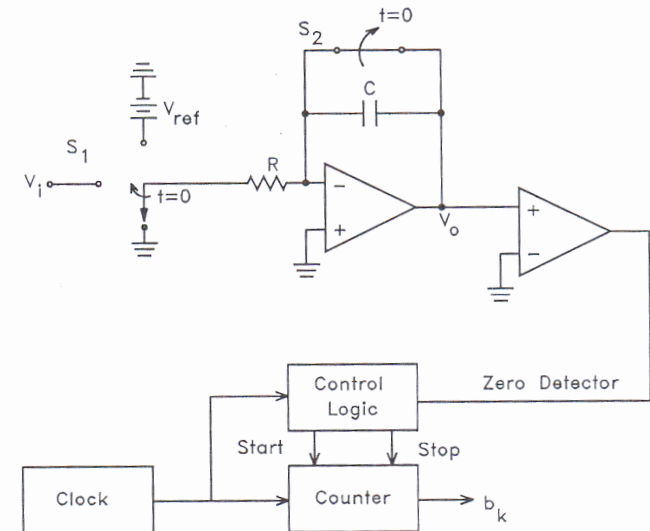 S2
t=0
C
Vref
S1
R
Vi
t=0
−
+
Vo
+
−
Control
Logic
Zero Detector
Start
Stop
Clock
Counter
bk